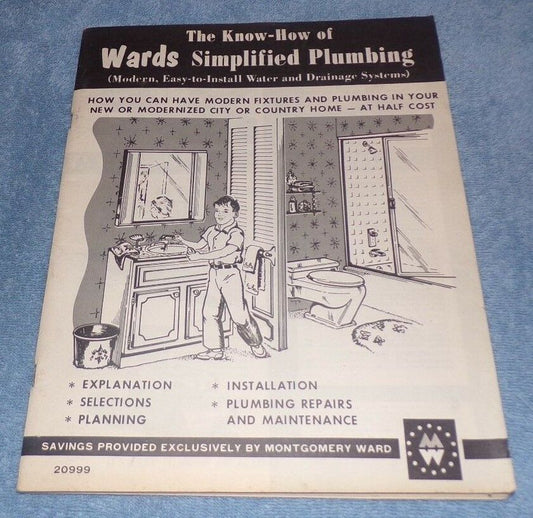 The Know-How of
Wards Simplified Plumbing
(Modern, Easy-to-Install Water and Drainage Systems)
HOW YOU CAN HAVE MODERN FIXTURES AND PLUMBING IN YOUR
NEW OR MODERNZED CITY OR COUNTRY HOME — AT HALF COST
* EXPLANATION
* SELECTIONS
* PLANNING
* INSTALLATION
* PLUMBING REPAIRS
AND MAINTENANCE
SAVINGS PROVIDED EXCLUSIVELY BY MONTGOMERY WARD
MW
20999